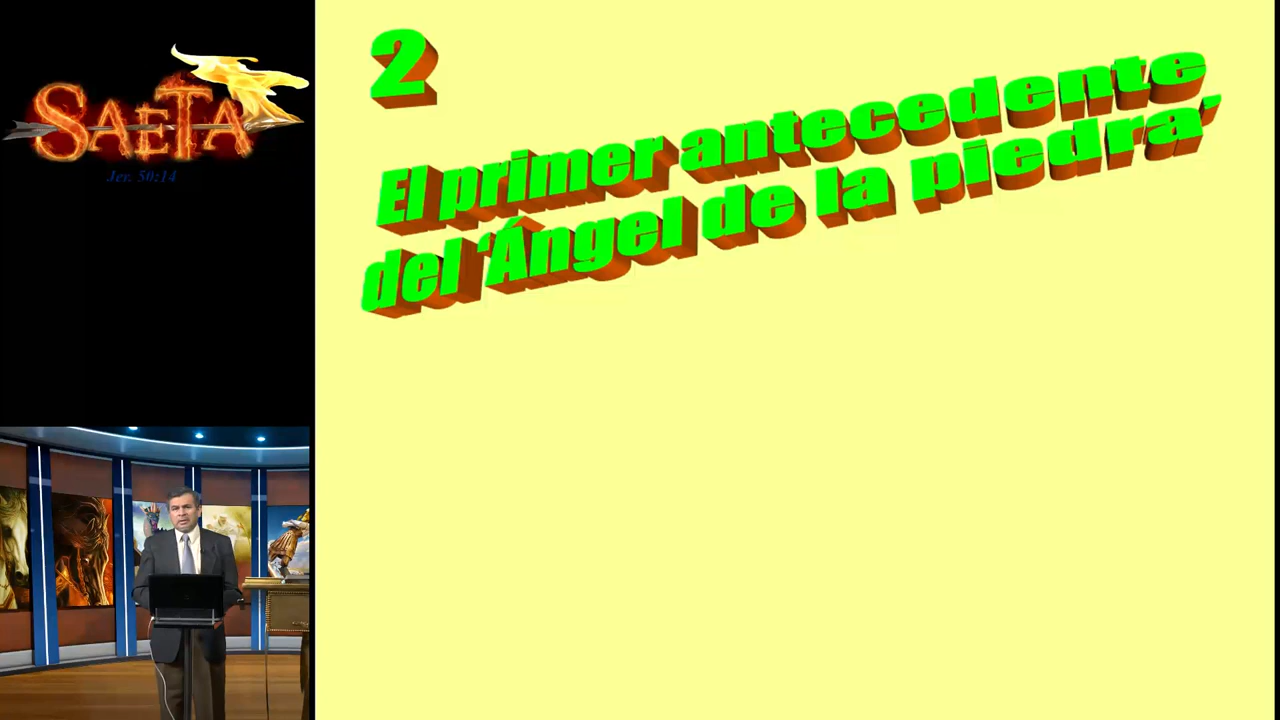 SAETA
Jer. 50:14
2
El primer antecedente
del ‘Ángel de la piedra’